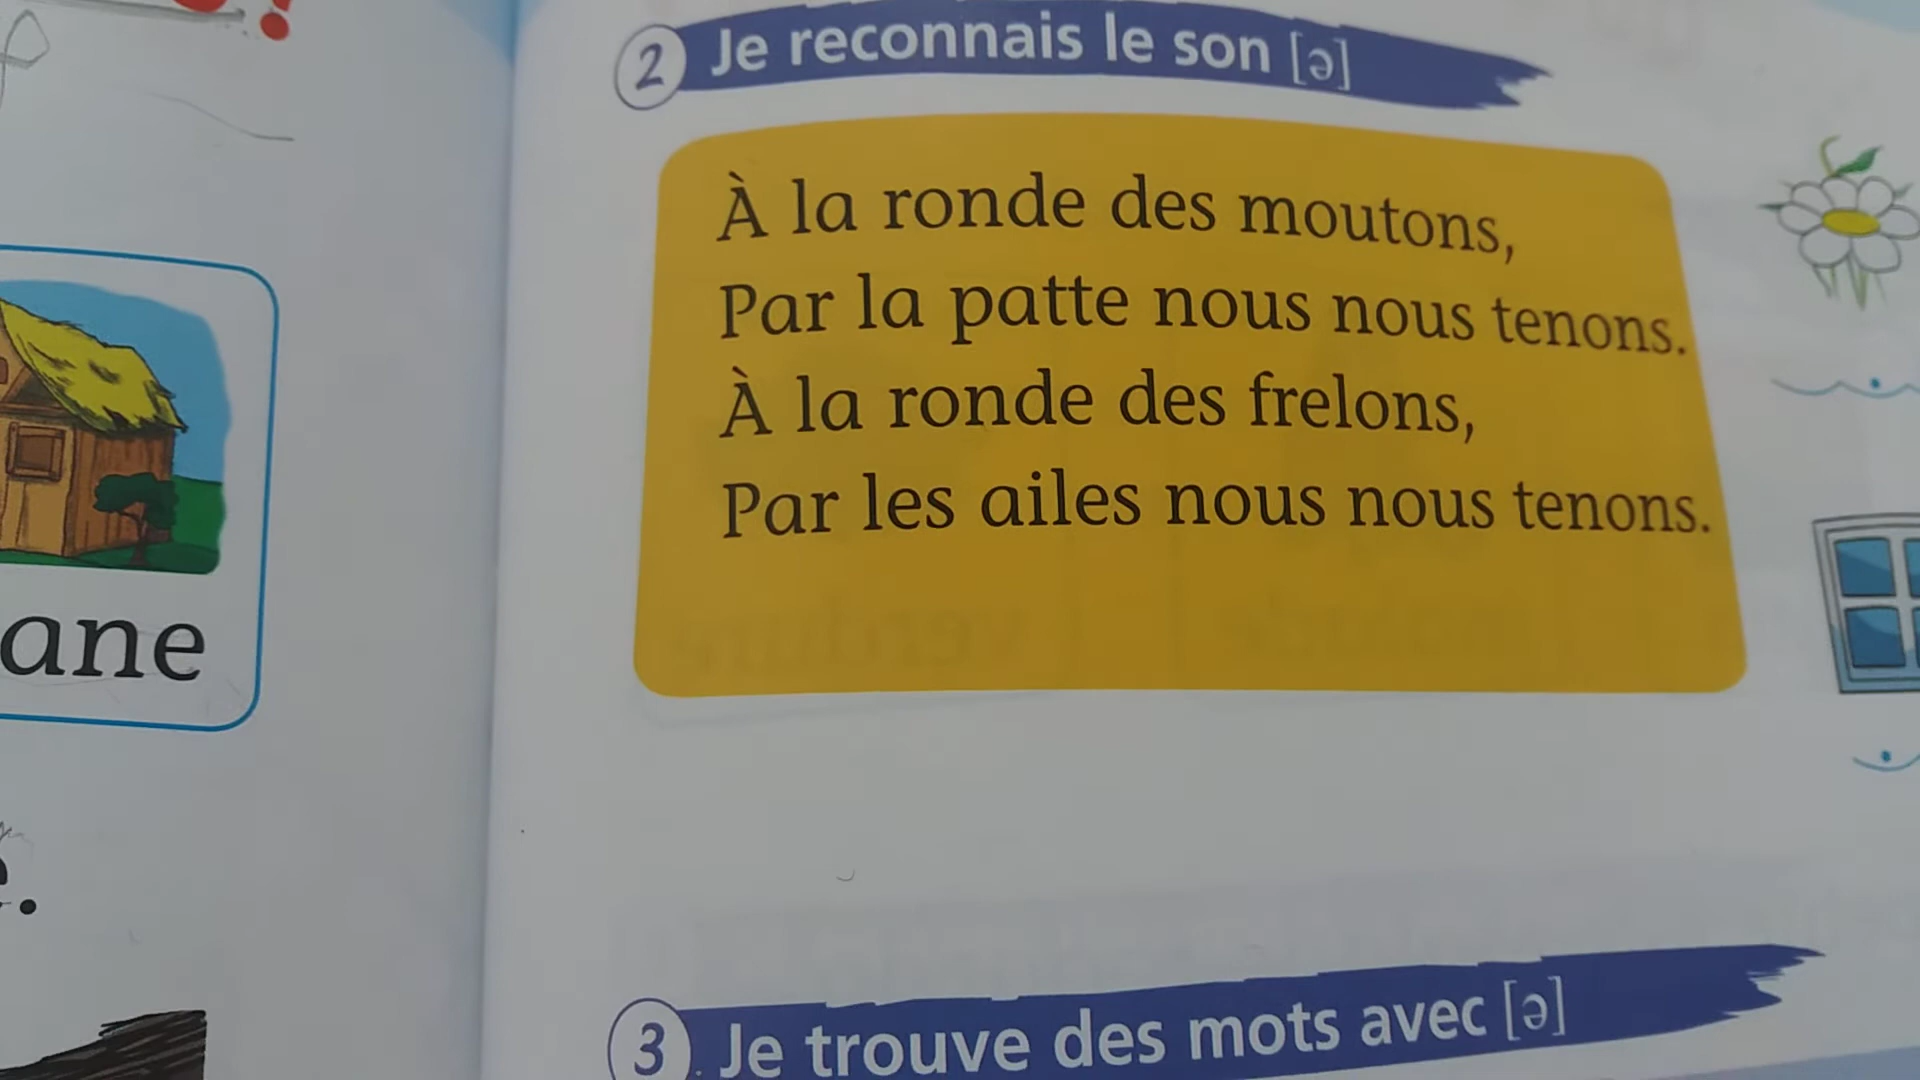 2 Je reconnais le son [ə]
À la ronde des moutons,
Par la patte nous nous tenons.
À la ronde des frelons,
Par les ailes nous nous tenons.
ane
3 Je trouve des mots avec [ə]